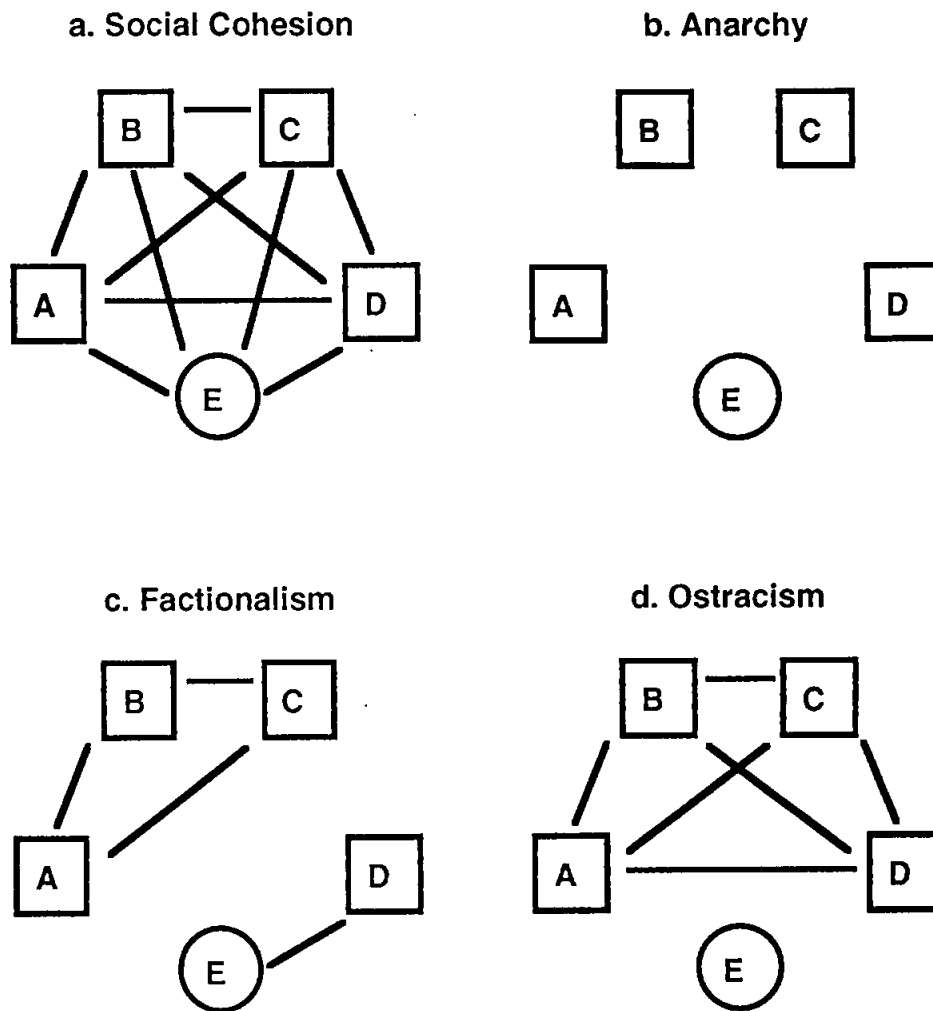 a. Social Cohesion
B
C
A
D
E
b. Anarchy
B
C
A
D
E
c. Factionalism
B
C
A
D
E
d. Ostracism
B
C
A
D
E